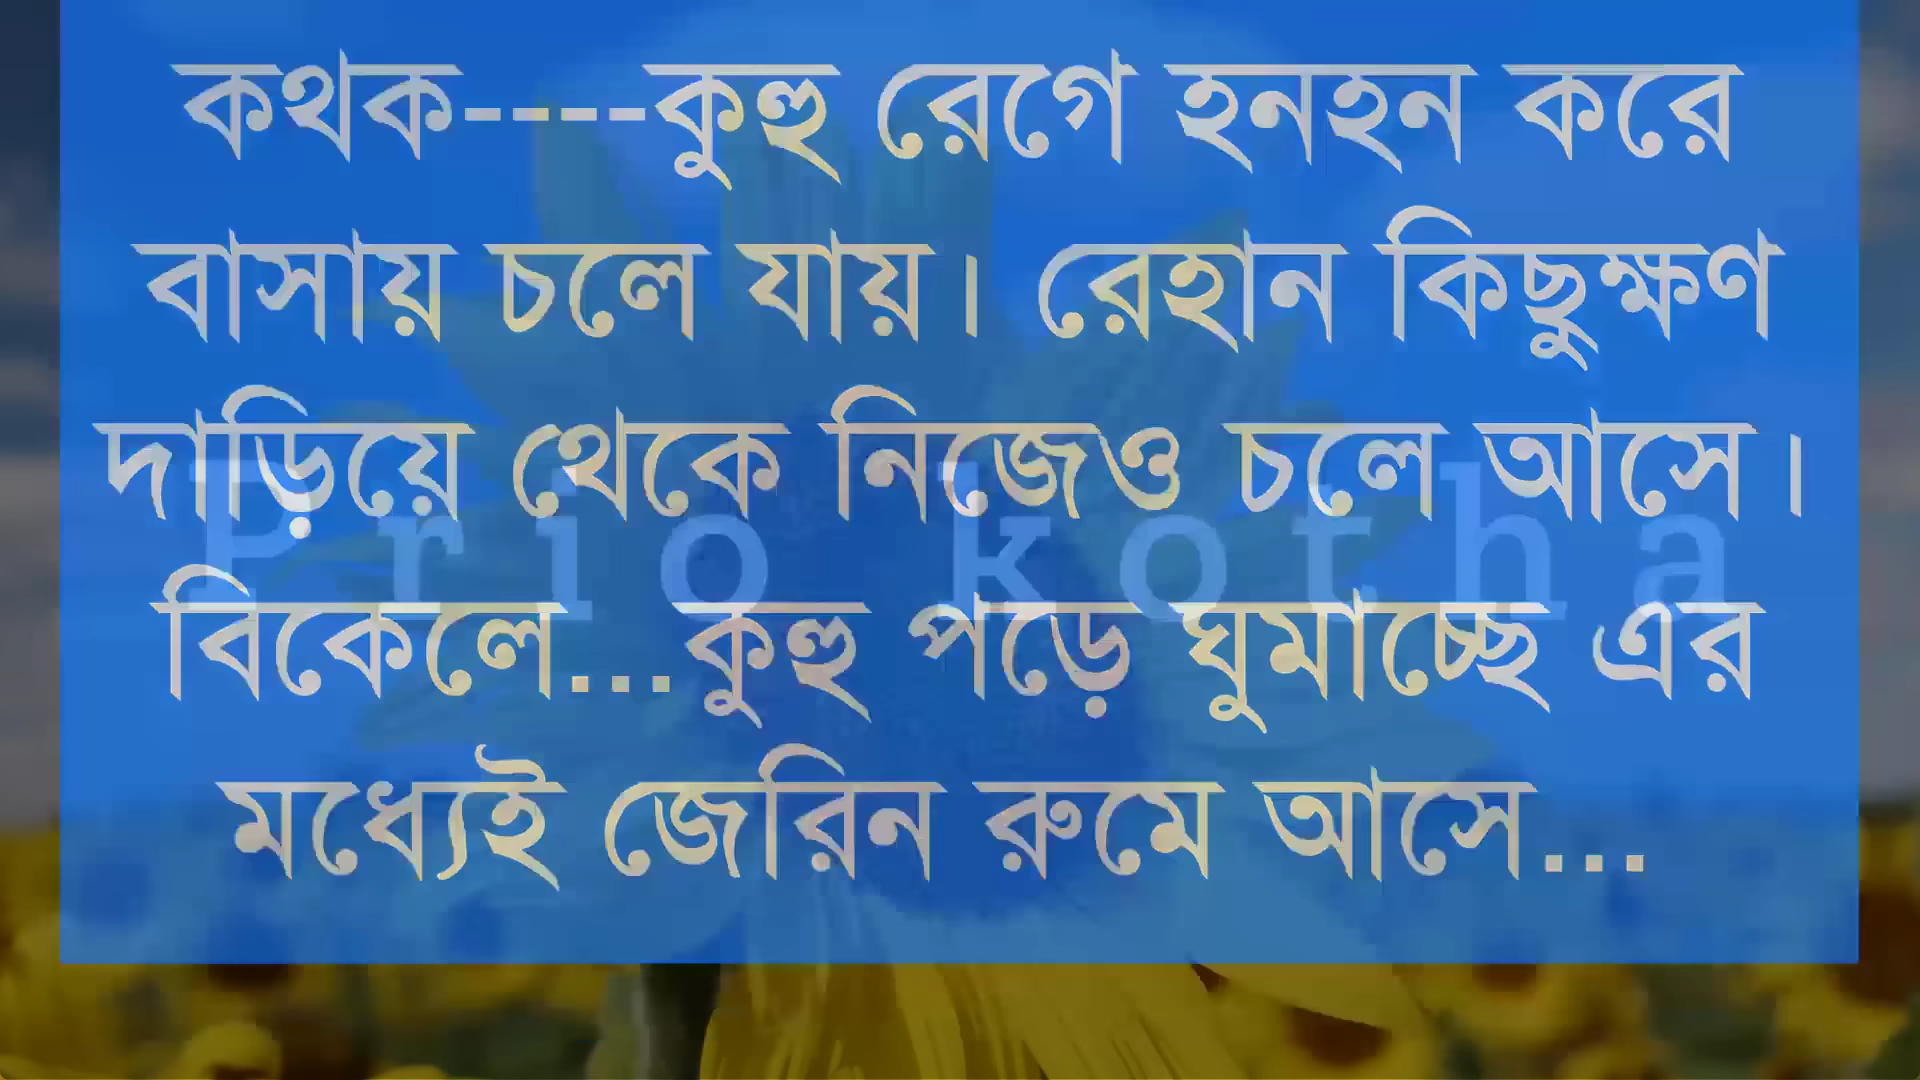 কথক----কুহু রেগে হনহন করে
বাসায় চলে যায়। রেহান কিছুক্ষণ
দাড়িয়ে থেকে নিজেও চলে আসে।
Prio kotha
বিকেলে...কুহু পড়ে ঘুমাচ্ছে এর
মধ্যেই জেরিন রুমে আসে...